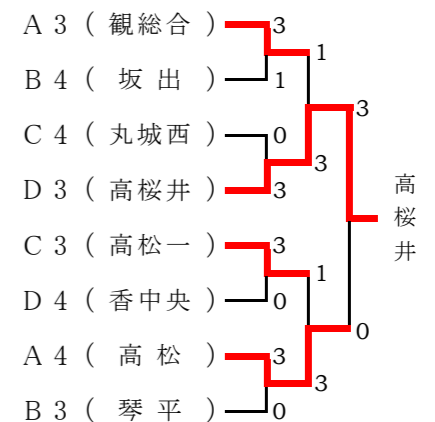 A3(観総合) 3
1
B4(坂出) 1
3
C4(丸城西) 0
3
D3(高桜井) 3
高桜井
C3(高松一) 3
1
D4(香中央) 0
0
A4(高松) 3
3
B3(琴平) 0